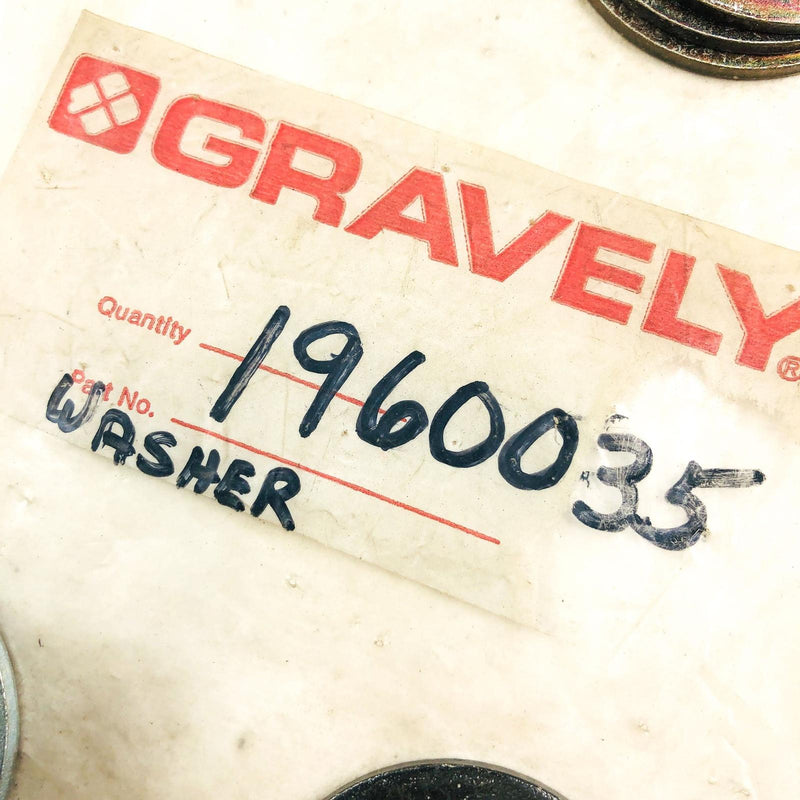 GRAVELY®
Quantity
1960035
Part No.
WASHER